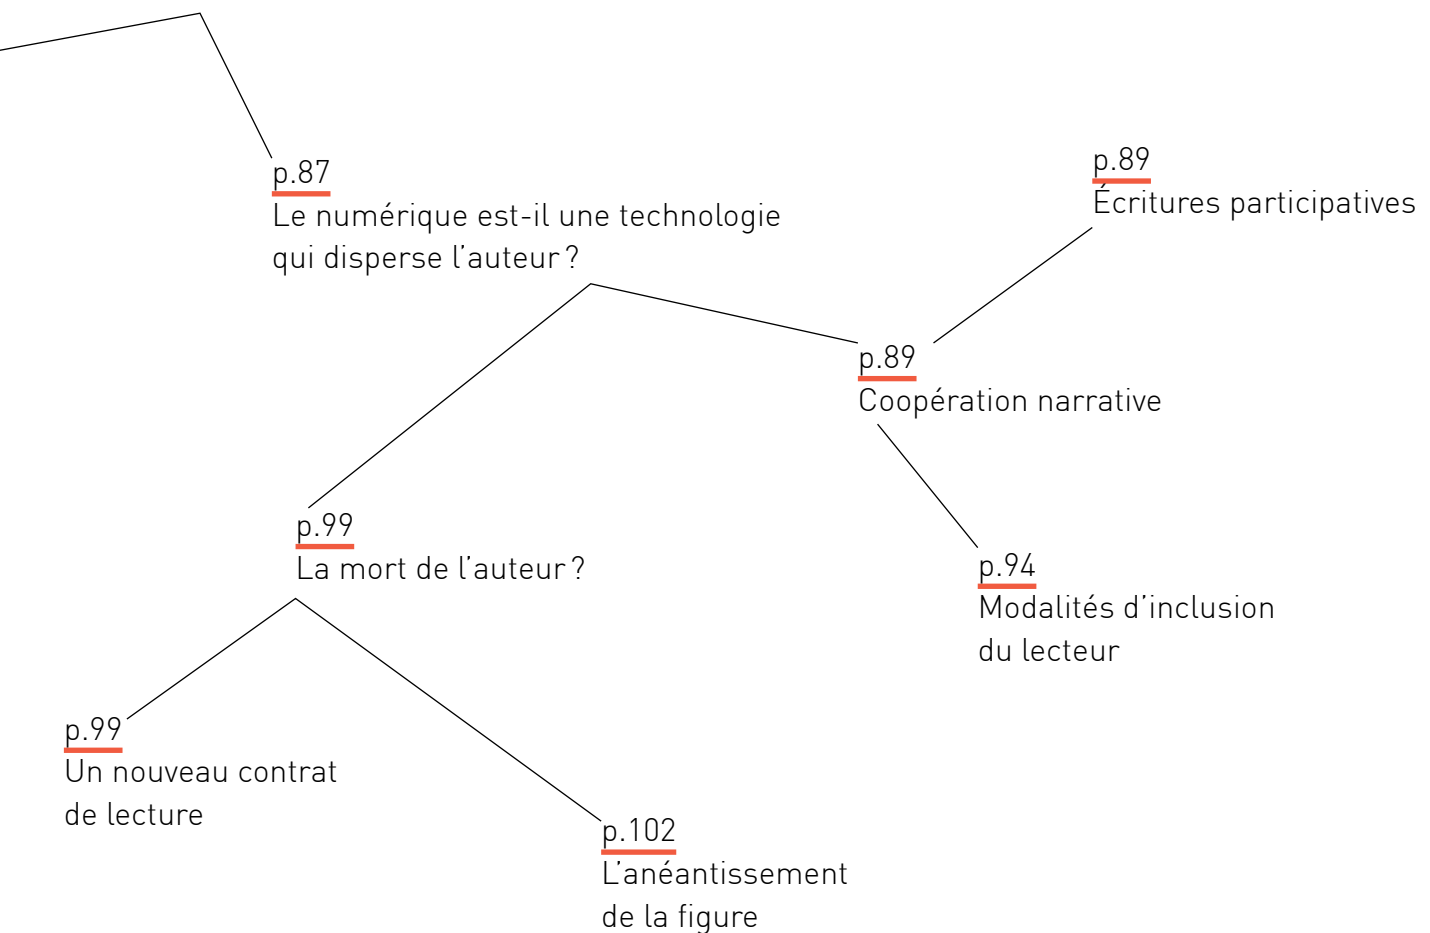 p.87
Le numérique est-il une technologie
qui disperse l’auteur ?
p.89
Écritures participatives
p.89
Coopération narrative
p.94
Modalités d’inclusion
du lecteur
p.99
La mort de l’auteur ?
p.99
Un nouveau contrat
de lecture
p.102
L’anéantissement
de la figure